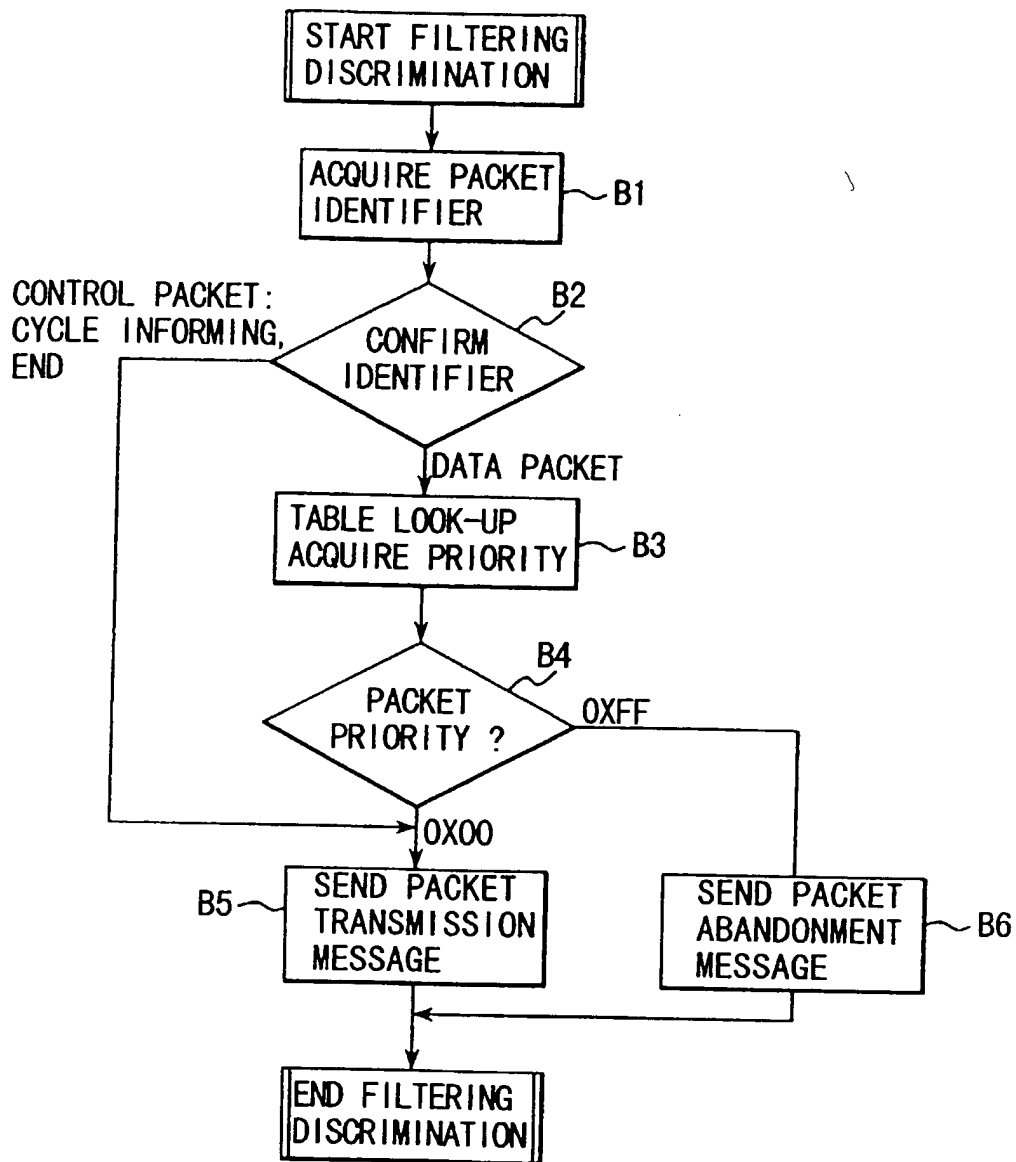 START FILTERING
DISCRIMINATION
ACQUIRE PACKET
IDENTIFIER
B1
CONTROL PACKET:
CYCLE INFORMING,
END
B2
CONFIRM
IDENTIFIER
DATA PACKET
TABLE LOOK-UP
ACQUIRE PRIORITY
B3
B4
PACKET
PRIORITY ?
0XFF
0X00
B5
SEND PACKET
TRANSMISSION
MESSAGE
SEND PACKET
ABANDONMENT
MESSAGE
B6
END FILTERING
DISCRIMINATION